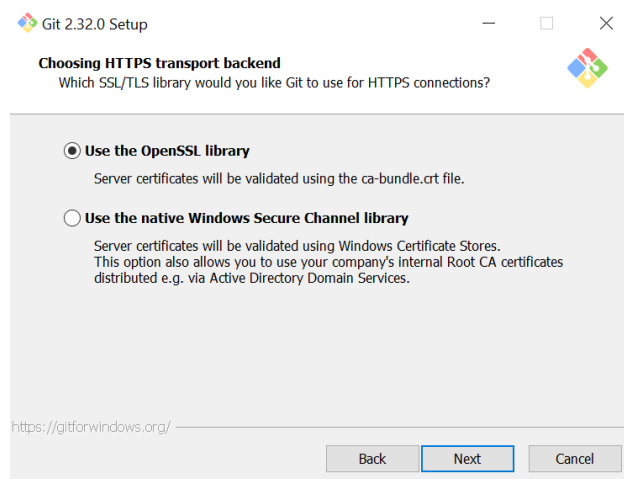 Git 2.32.0 Setup
Choosing HTTPS transport backend
Which SSL/TLS library would you like Git to use for HTTPS connections?
Use the OpenSSL library
Server certificates will be validated using the ca-bundle.crt file.
Use the native Windows Secure Channel library
Server certificates will be validated using Windows Certificate Stores.
This option also allows you to use your company's internal Root CA certificates
distributed e.g. via Active Directory Domain Services.
https://gitforwindows.org/
Back Next Cancel